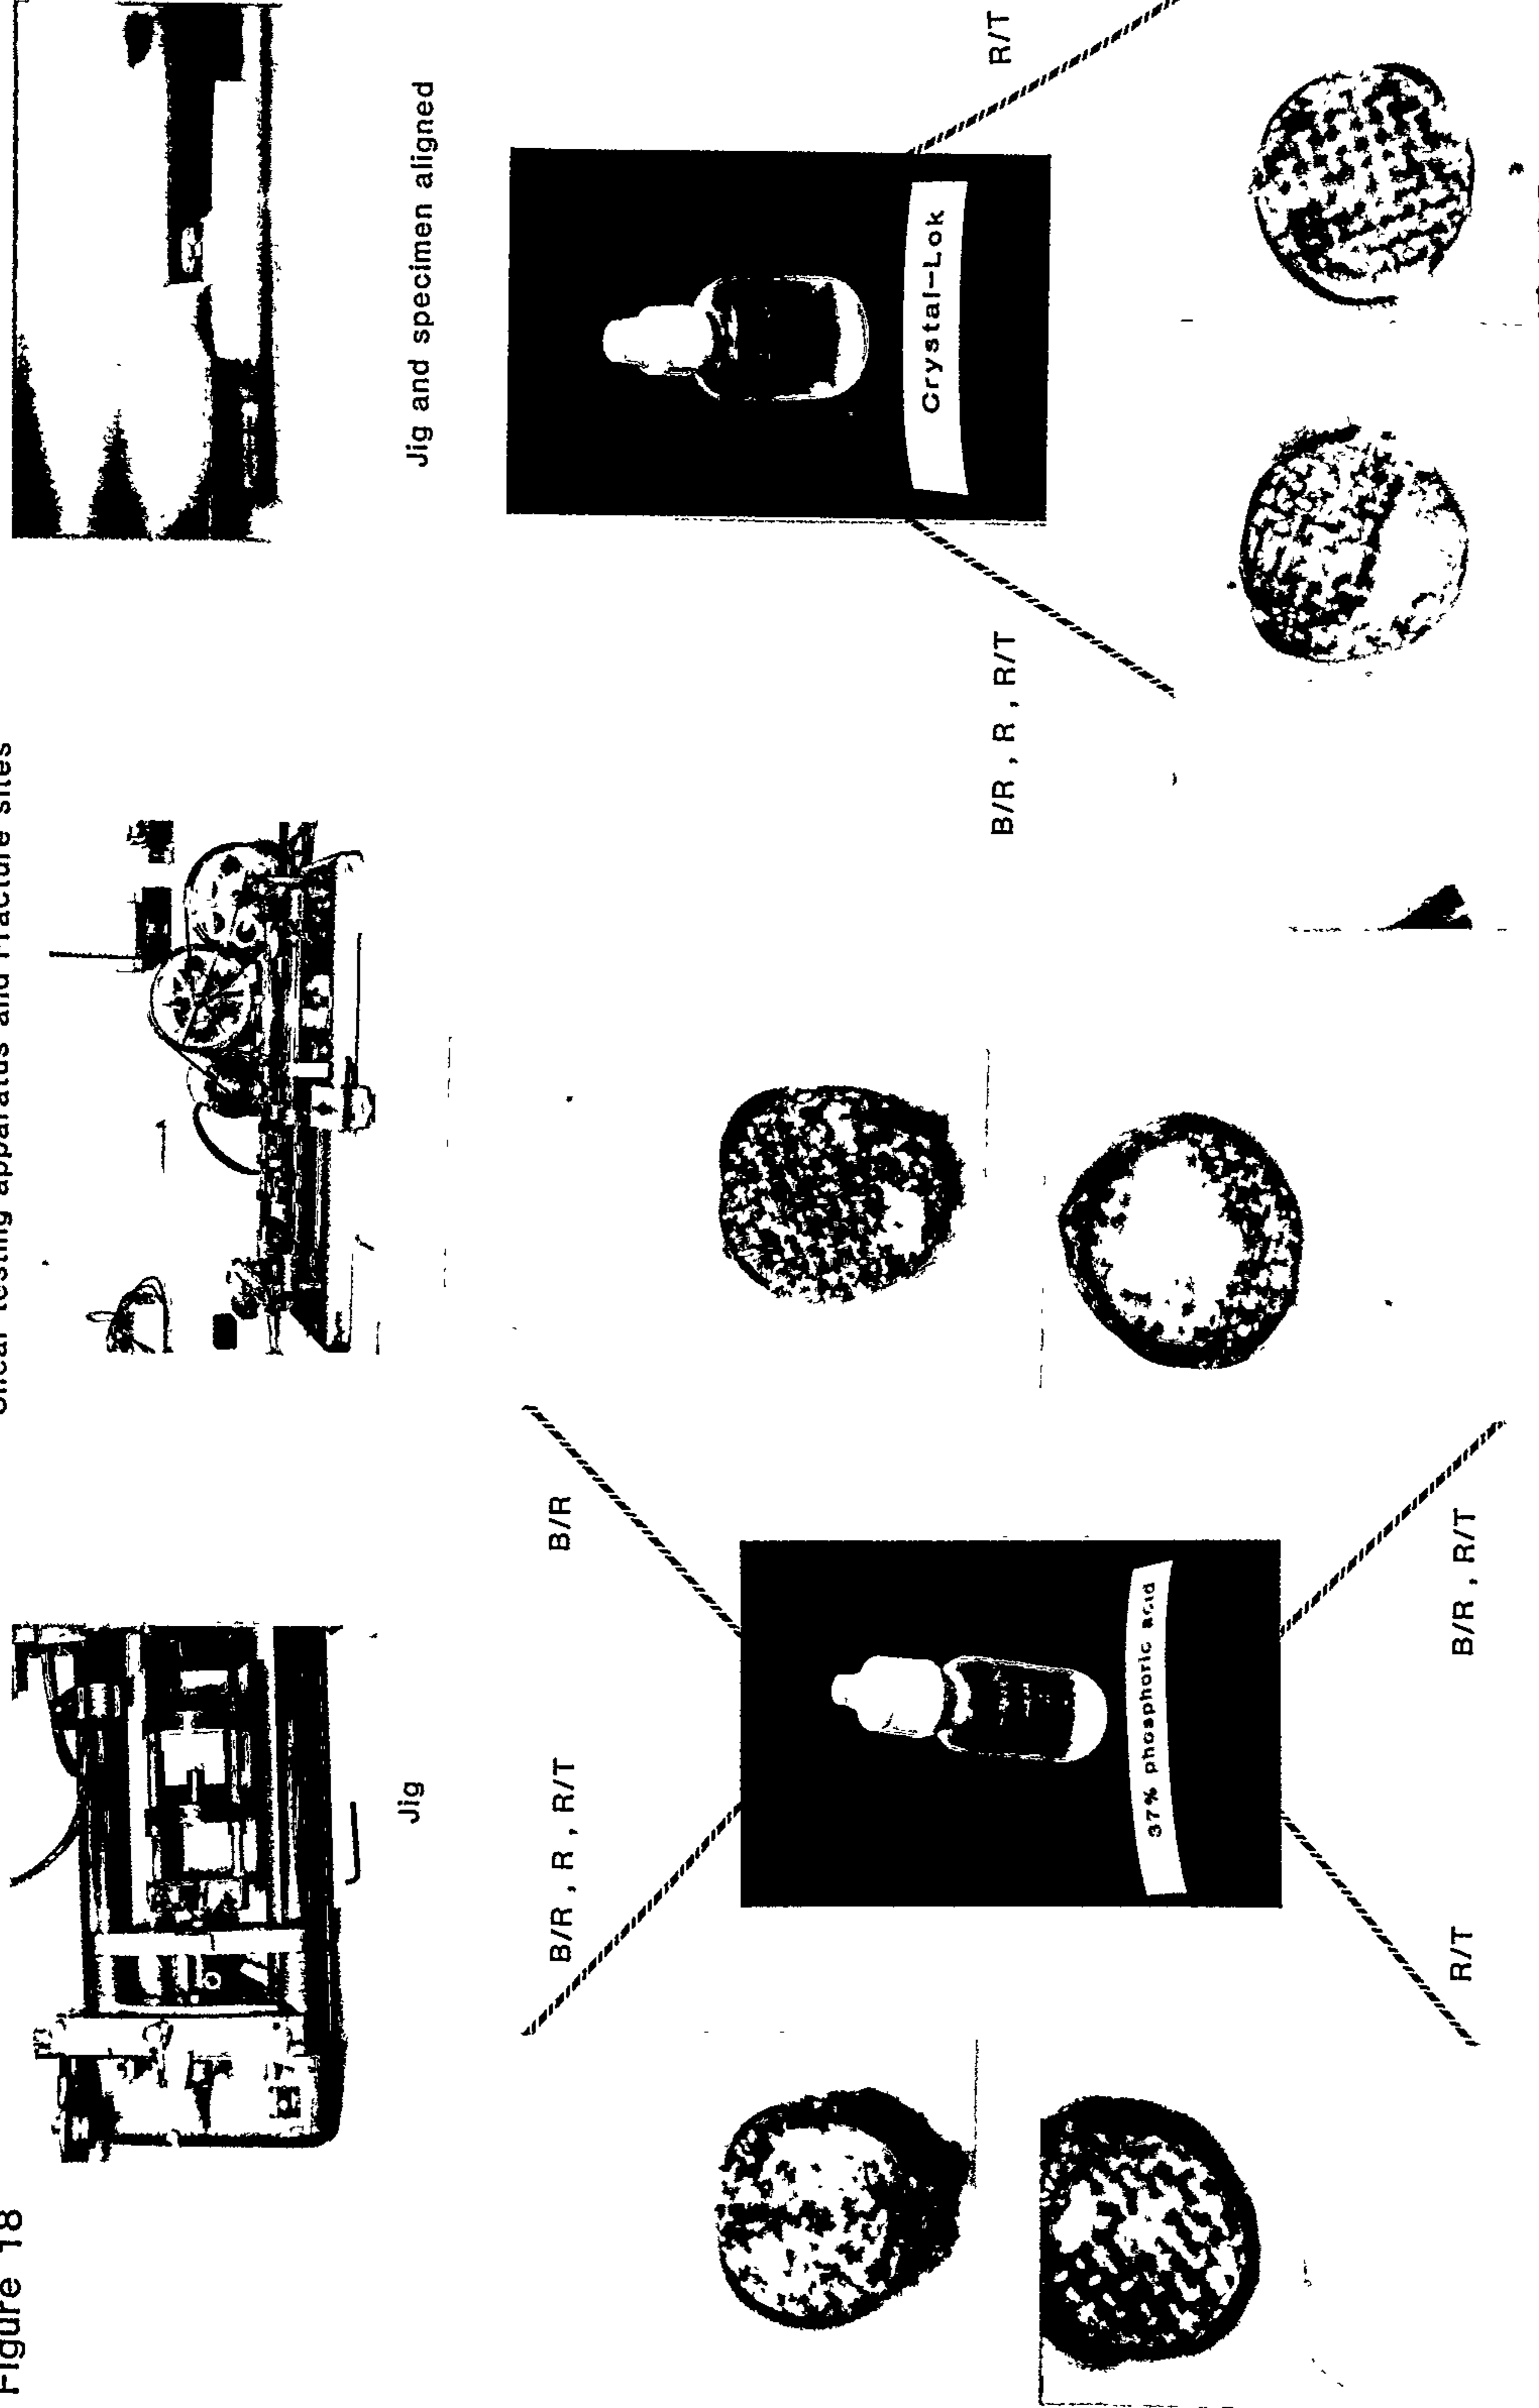 Figure 18
Shear testing apparatus and Fracture sites
Jig
Jig and specimen aligned
B/R , R , R/T
B/R
37% phosphoric acid
R/T
B/R , R/T
Crystal-Lok
B/R , R , R/T
R/T